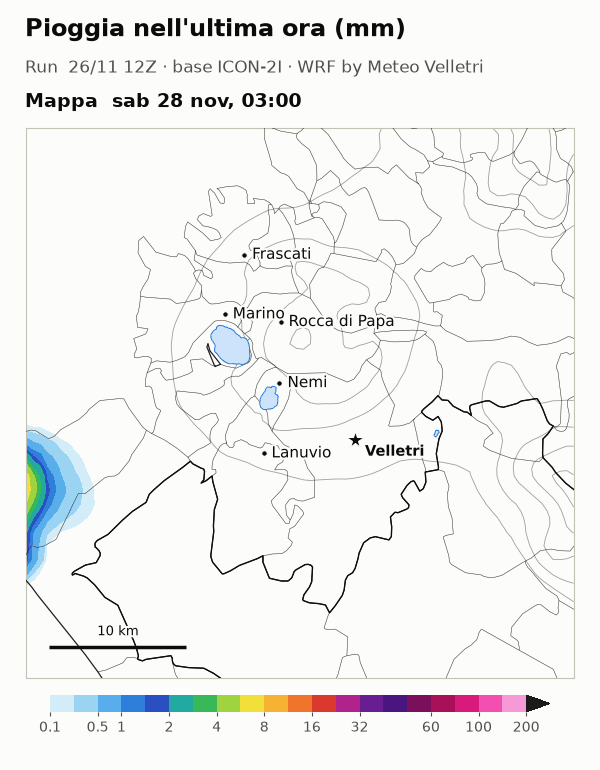 Pioggia nell'ultima ora (mm)
Run  26/11 12Z · base ICON-2I · WRF by Meteo Velletri
Mappa  sab 28 nov, 03:00
Frascati
Marino
Rocca di Papa
Nemi
Velletri
Lanuvio
10 km
0.1 0.5 1 2 4 8 16 32 60 100 200